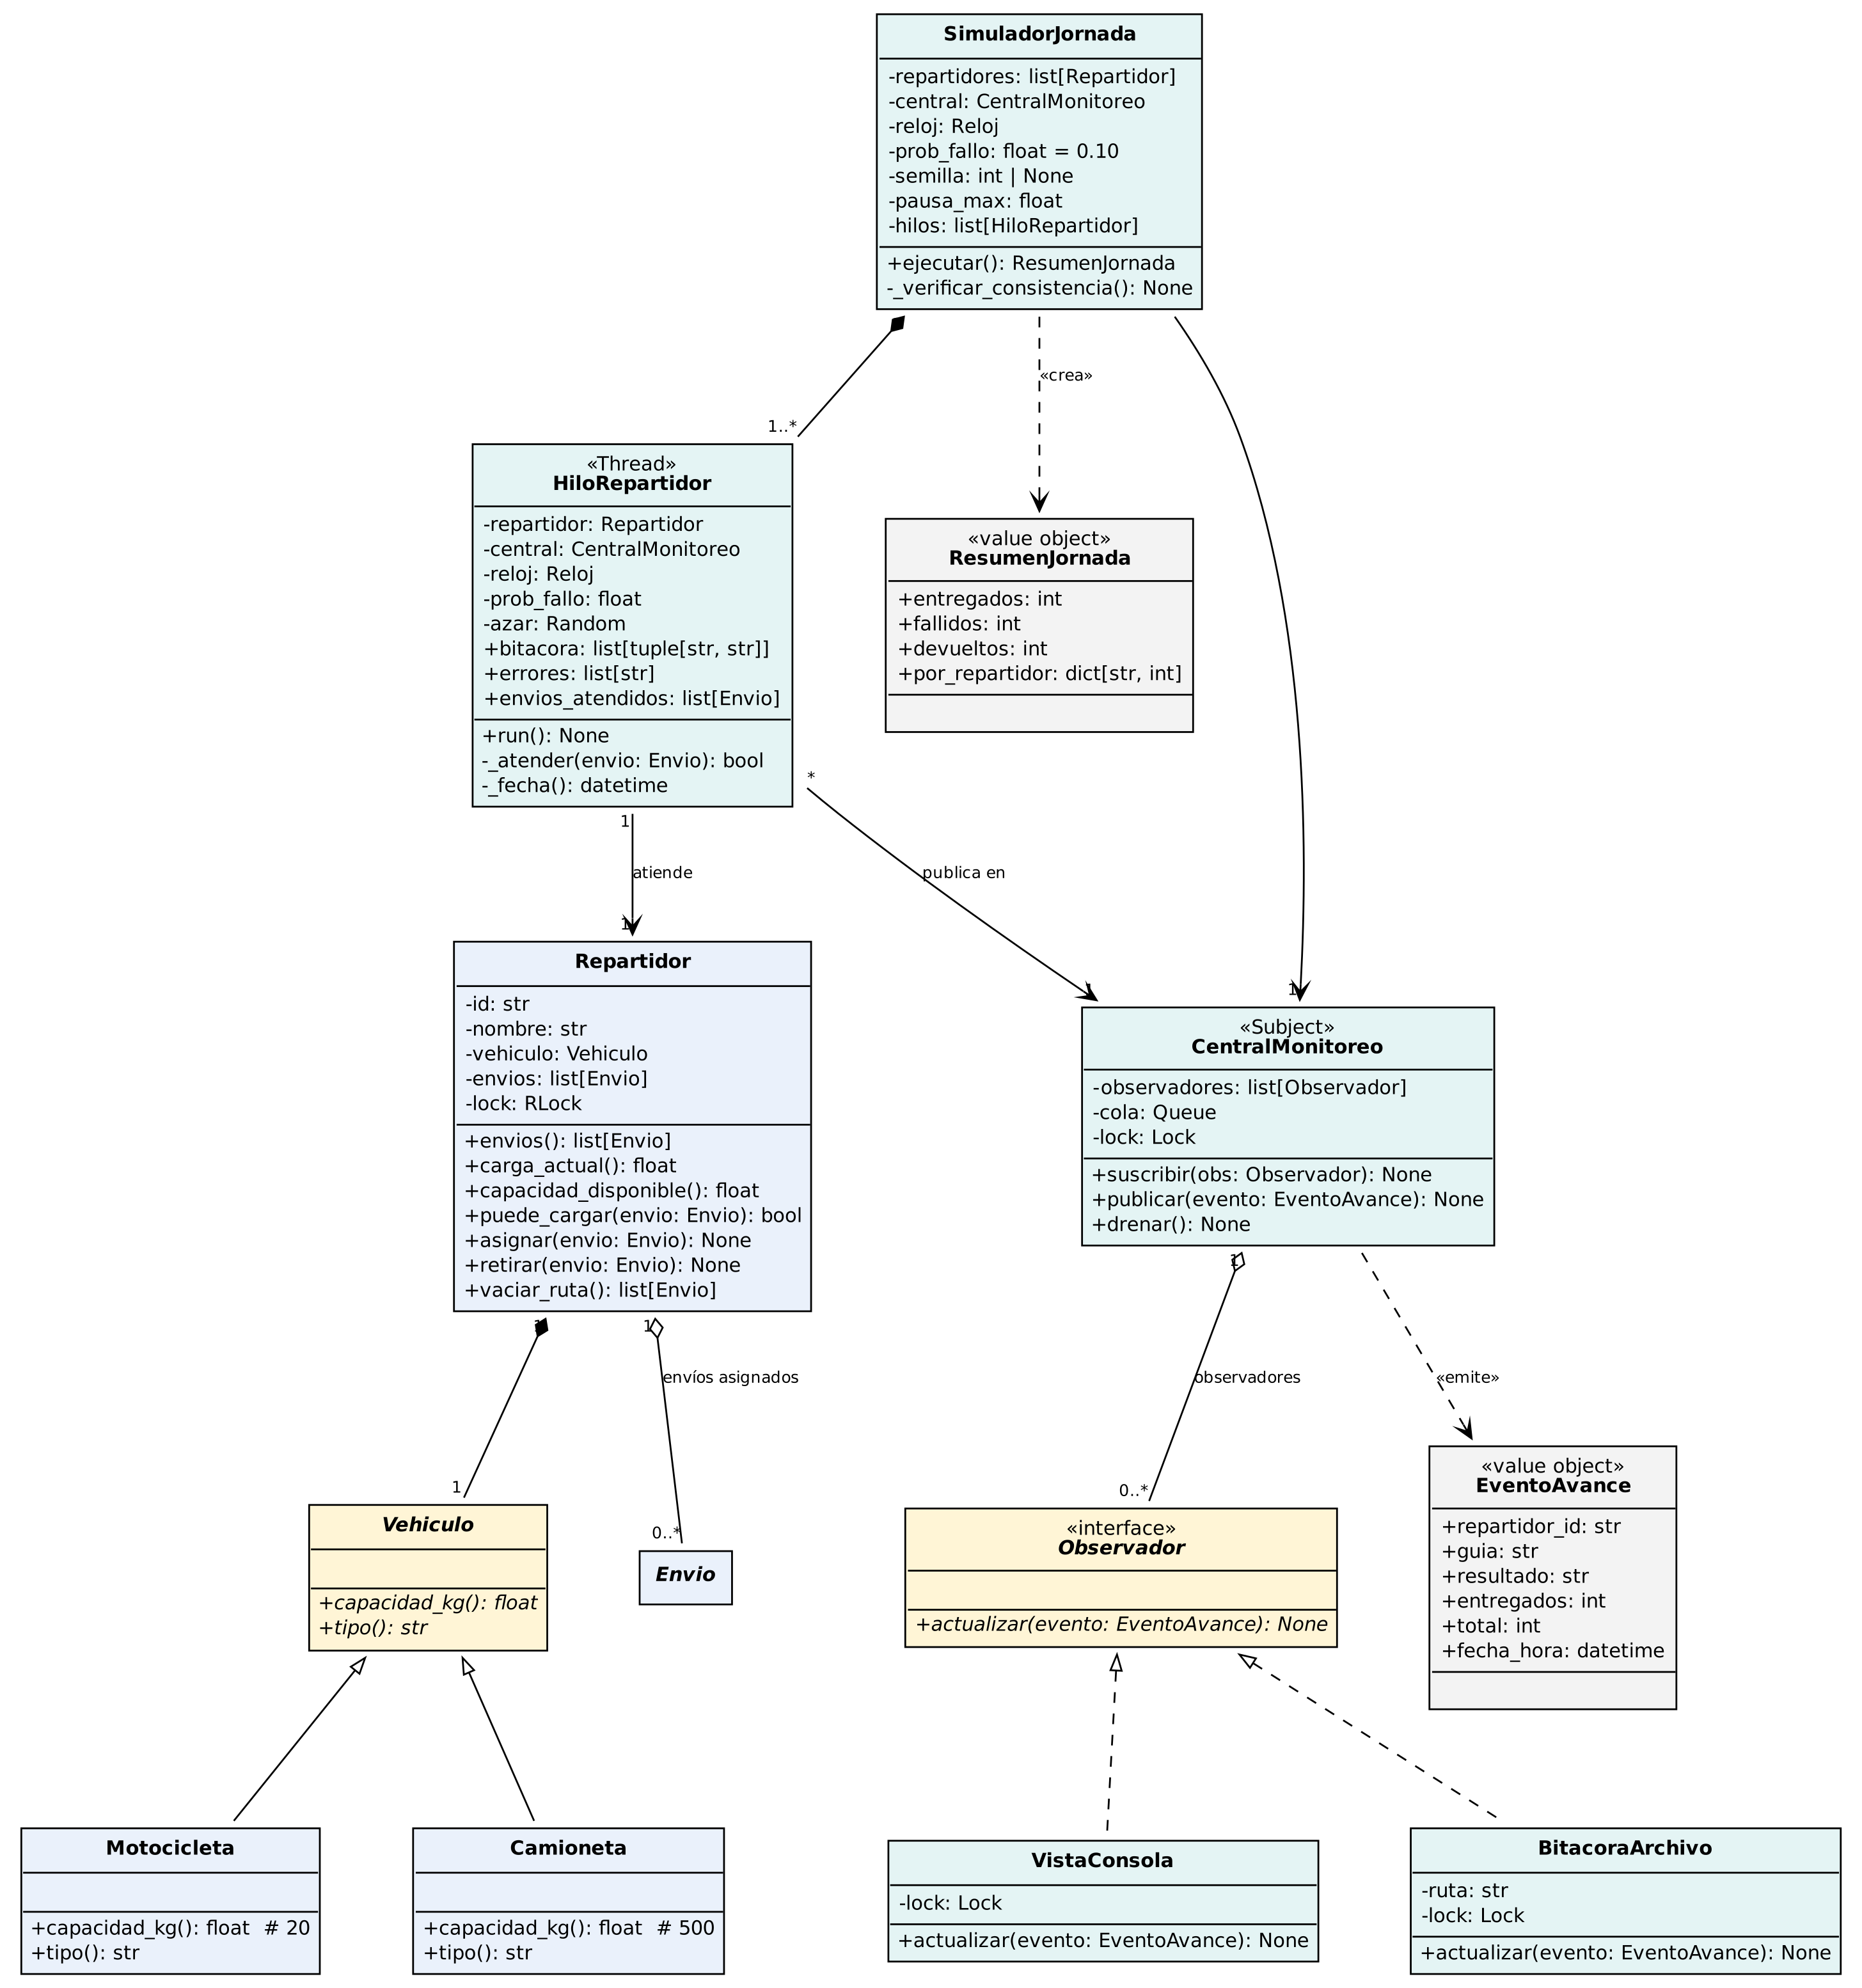 SimuladorJornada
-repartidores: list[Repartidor]
-central: CentralMonitoreo
-reloj: Reloj
-prob_fallo: float = 0.10
-semilla: int | None
-pausa_max: float
-hilos: list[HiloRepartidor]
+ejecutar(): ResumenJornada
-_verificar_consistencia(): None
«crea»
1..*
«Thread»
HiloRepartidor
-repartidor: Repartidor
-central: CentralMonitoreo
-reloj: Reloj
-prob_fallo: float
-azar: Random
+bitacora: list[tuple[str, str]]
+errores: list[str]
+envios_atendidos: list[Envio]
+run(): None
-_atender(envio: Envio): bool
-_fecha(): datetime
«value object»
ResumenJornada
+entregados: int
+fallidos: int
+devueltos: int
+por_repartidor: dict[str, int]
*
1
atiende
publica en
1
1
1
Repartidor
-id: str
-nombre: str
-vehiculo: Vehiculo
-envios: list[Envio]
-lock: RLock
+envios(): list[Envio]
+carga_actual(): float
+capacidad_disponible(): float
+puede_cargar(envio: Envio): bool
+asignar(envio: Envio): None
+retirar(envio: Envio): None
+vaciar_ruta(): list[Envio]
«Subject»
CentralMonitoreo
-observadores: list[Observador]
-cola: Queue
-lock: Lock
+suscribir(obs: Observador): None
+publicar(evento: EventoAvance): None
+drenar(): None
1
1
1
envíos asignados
observadores
«emite»
1
0..*
0..*
Vehiculo
+capacidad_kg(): float
+tipo(): str
Envio
«interface»
Observador
+actualizar(evento: EventoAvance): None
«value object»
EventoAvance
+repartidor_id: str
+guia: str
+resultado: str
+entregados: int
+total: int
+fecha_hora: datetime
Motocicleta
+capacidad_kg(): float # 20
+tipo(): str
Camioneta
+capacidad_kg(): float # 500
+tipo(): str
VistaConsola
-lock: Lock
+actualizar(evento: EventoAvance): None
BitacoraArchivo
-ruta: str
-lock: Lock
+actualizar(evento: EventoAvance): None